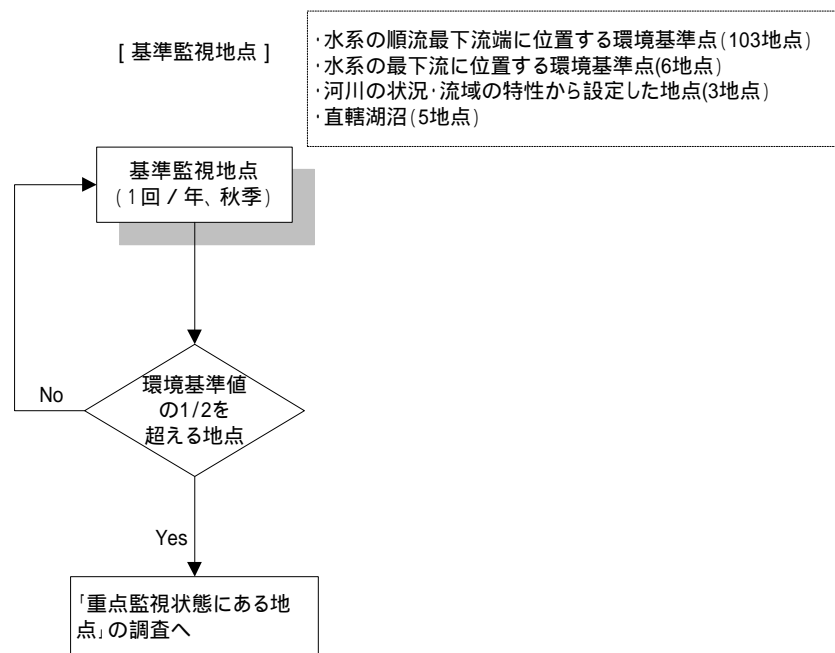 [ 基準監視地点 ]
・水系の順流最下流端に位置する環境基準点(103地点)
・水系の最下流に位置する環境基準点(6地点)
・河川の状況・流域の特性から設定した地点(3地点)
・直轄湖沼(5地点)
基準監視地点
(1回/年、秋季)
環境基準値
の1/2を
超える地点
No
Yes
「重点監視状態にある地
点」の調査へ